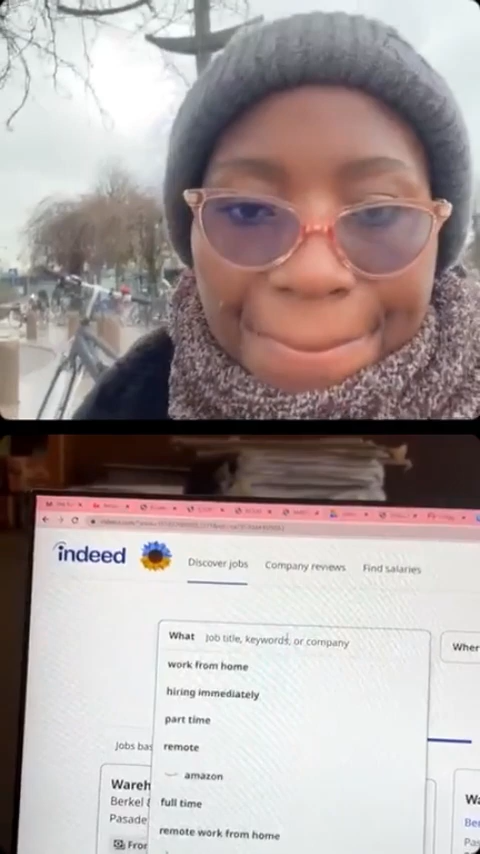 indeed
Discover jobs Company reviews Find salaries
What Job title, keywords, or company
Wher
work from home
hiring immediately
part time
remote
Jobs bas
amazon
Wareh
Wa
Berkel &
Ber
full time
Pasade
Pas
Fror
remote work from home